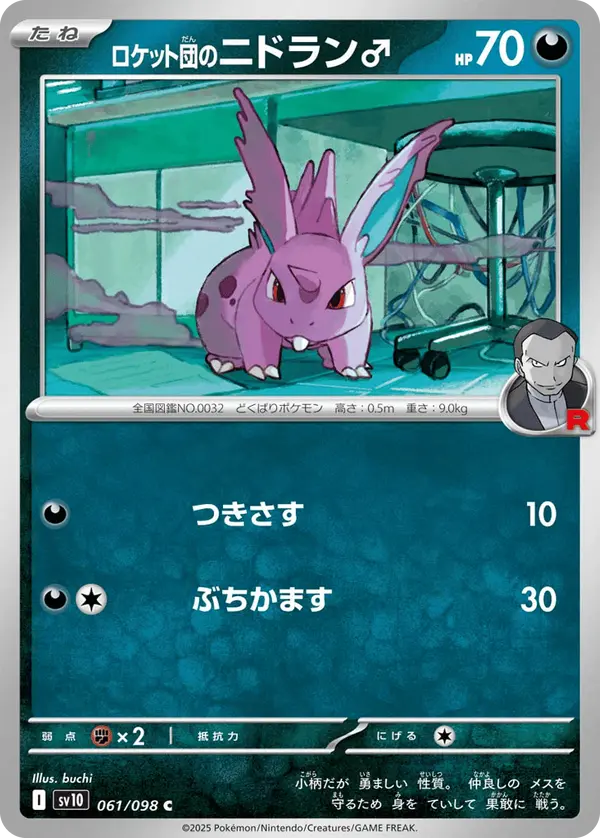 たね ロケット団のニドラン♂ HP70
だん
全国図鑑NO.0032 どくばりポケモン 高さ:0.5m 重さ:9.0kg
R
つきさす 10
ぶちかます 30
弱点 ×2 抵抗力 にげる
Illus. buchi
小柄だが 勇ましい 性質。 仲良しの メスを
守るため 身を ていして 果敢に 戦う。
I sv10 061/098 C
©2025 Pokémon/Nintendo/Creatures/GAME FREAK.